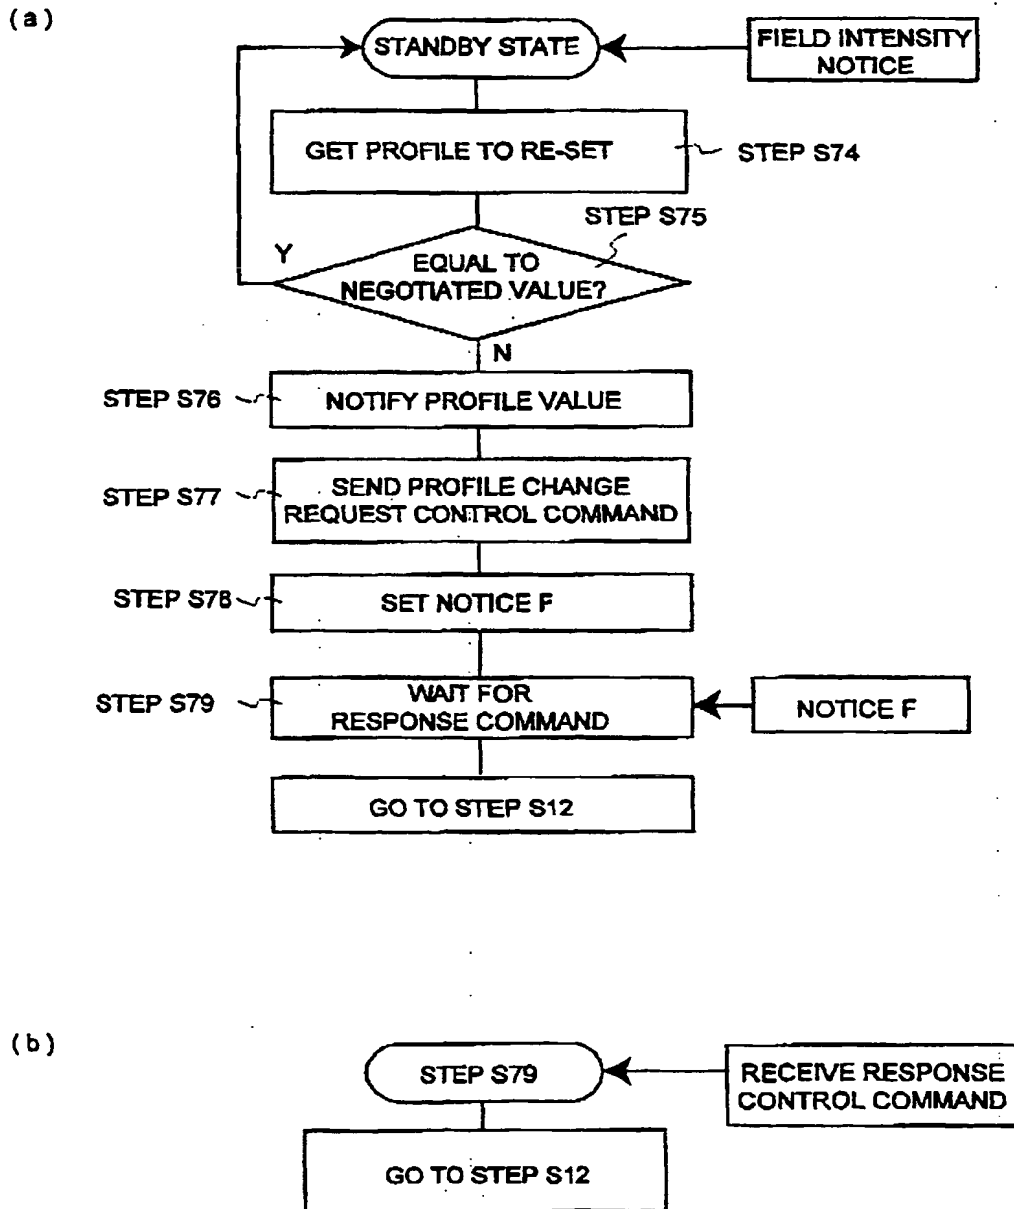 (a)
STANDBY STATE
FIELD INTENSITY
NOTICE
GET PROFILE TO RE-SET
STEP S74
STEP S75
Y
EQUAL TO
NEGOTIATED VALUE?
N
STEP S76
NOTIFY PROFILE VALUE
STEP S77
SEND PROFILE CHANGE
REQUEST CONTROL COMMAND
STEP S78
SET NOTICE F
STEP S79
WAIT FOR
RESPONSE COMMAND
NOTICE F
GO TO STEP S12
(b)
STEP S79
RECEIVE RESPONSE
CONTROL COMMAND
GO TO STEP S12